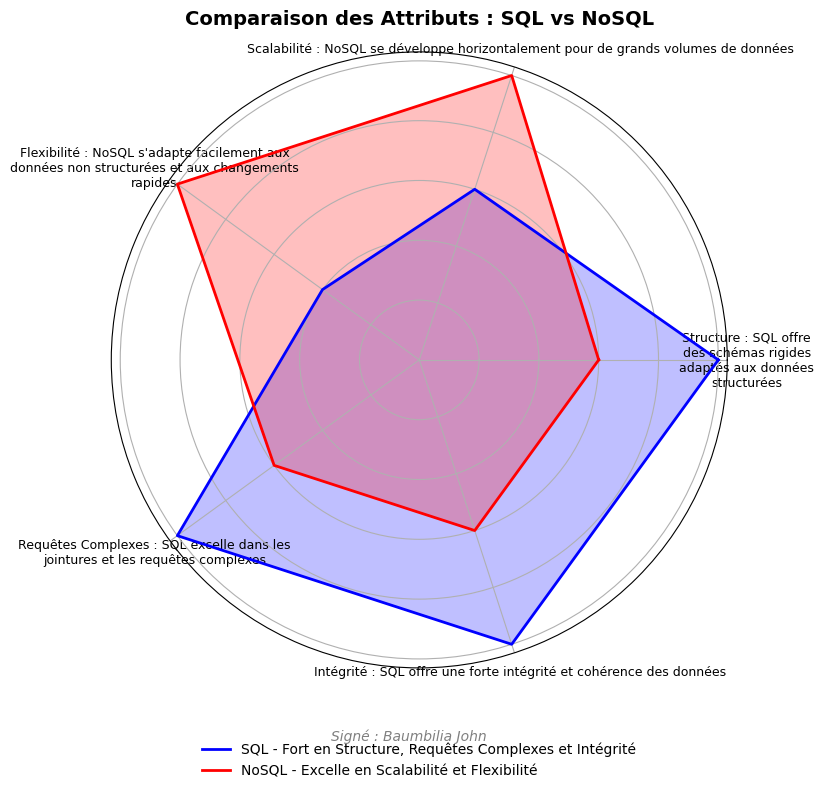 Comparaison des Attributs : SQL vs NoSQL
Scalabilité : NoSQL se développe horizontalement pour de grands volumes de données
Flexibilité : NoSQL s'adapte facilement aux
données non structurées et aux changements
rapides
Structure : SQL offre
des schémas rigides
adaptés aux données
structurées
Requêtes Complexes : SQL excelle dans les
jointures et les requêtes complexes
Intégrité : SQL offre une forte intégrité et cohérence des données
Signé : Baumbilia John
SQL - Fort en Structure, Requêtes Complexes et Intégrité
NoSQL - Excelle en Scalabilité et Flexibilité